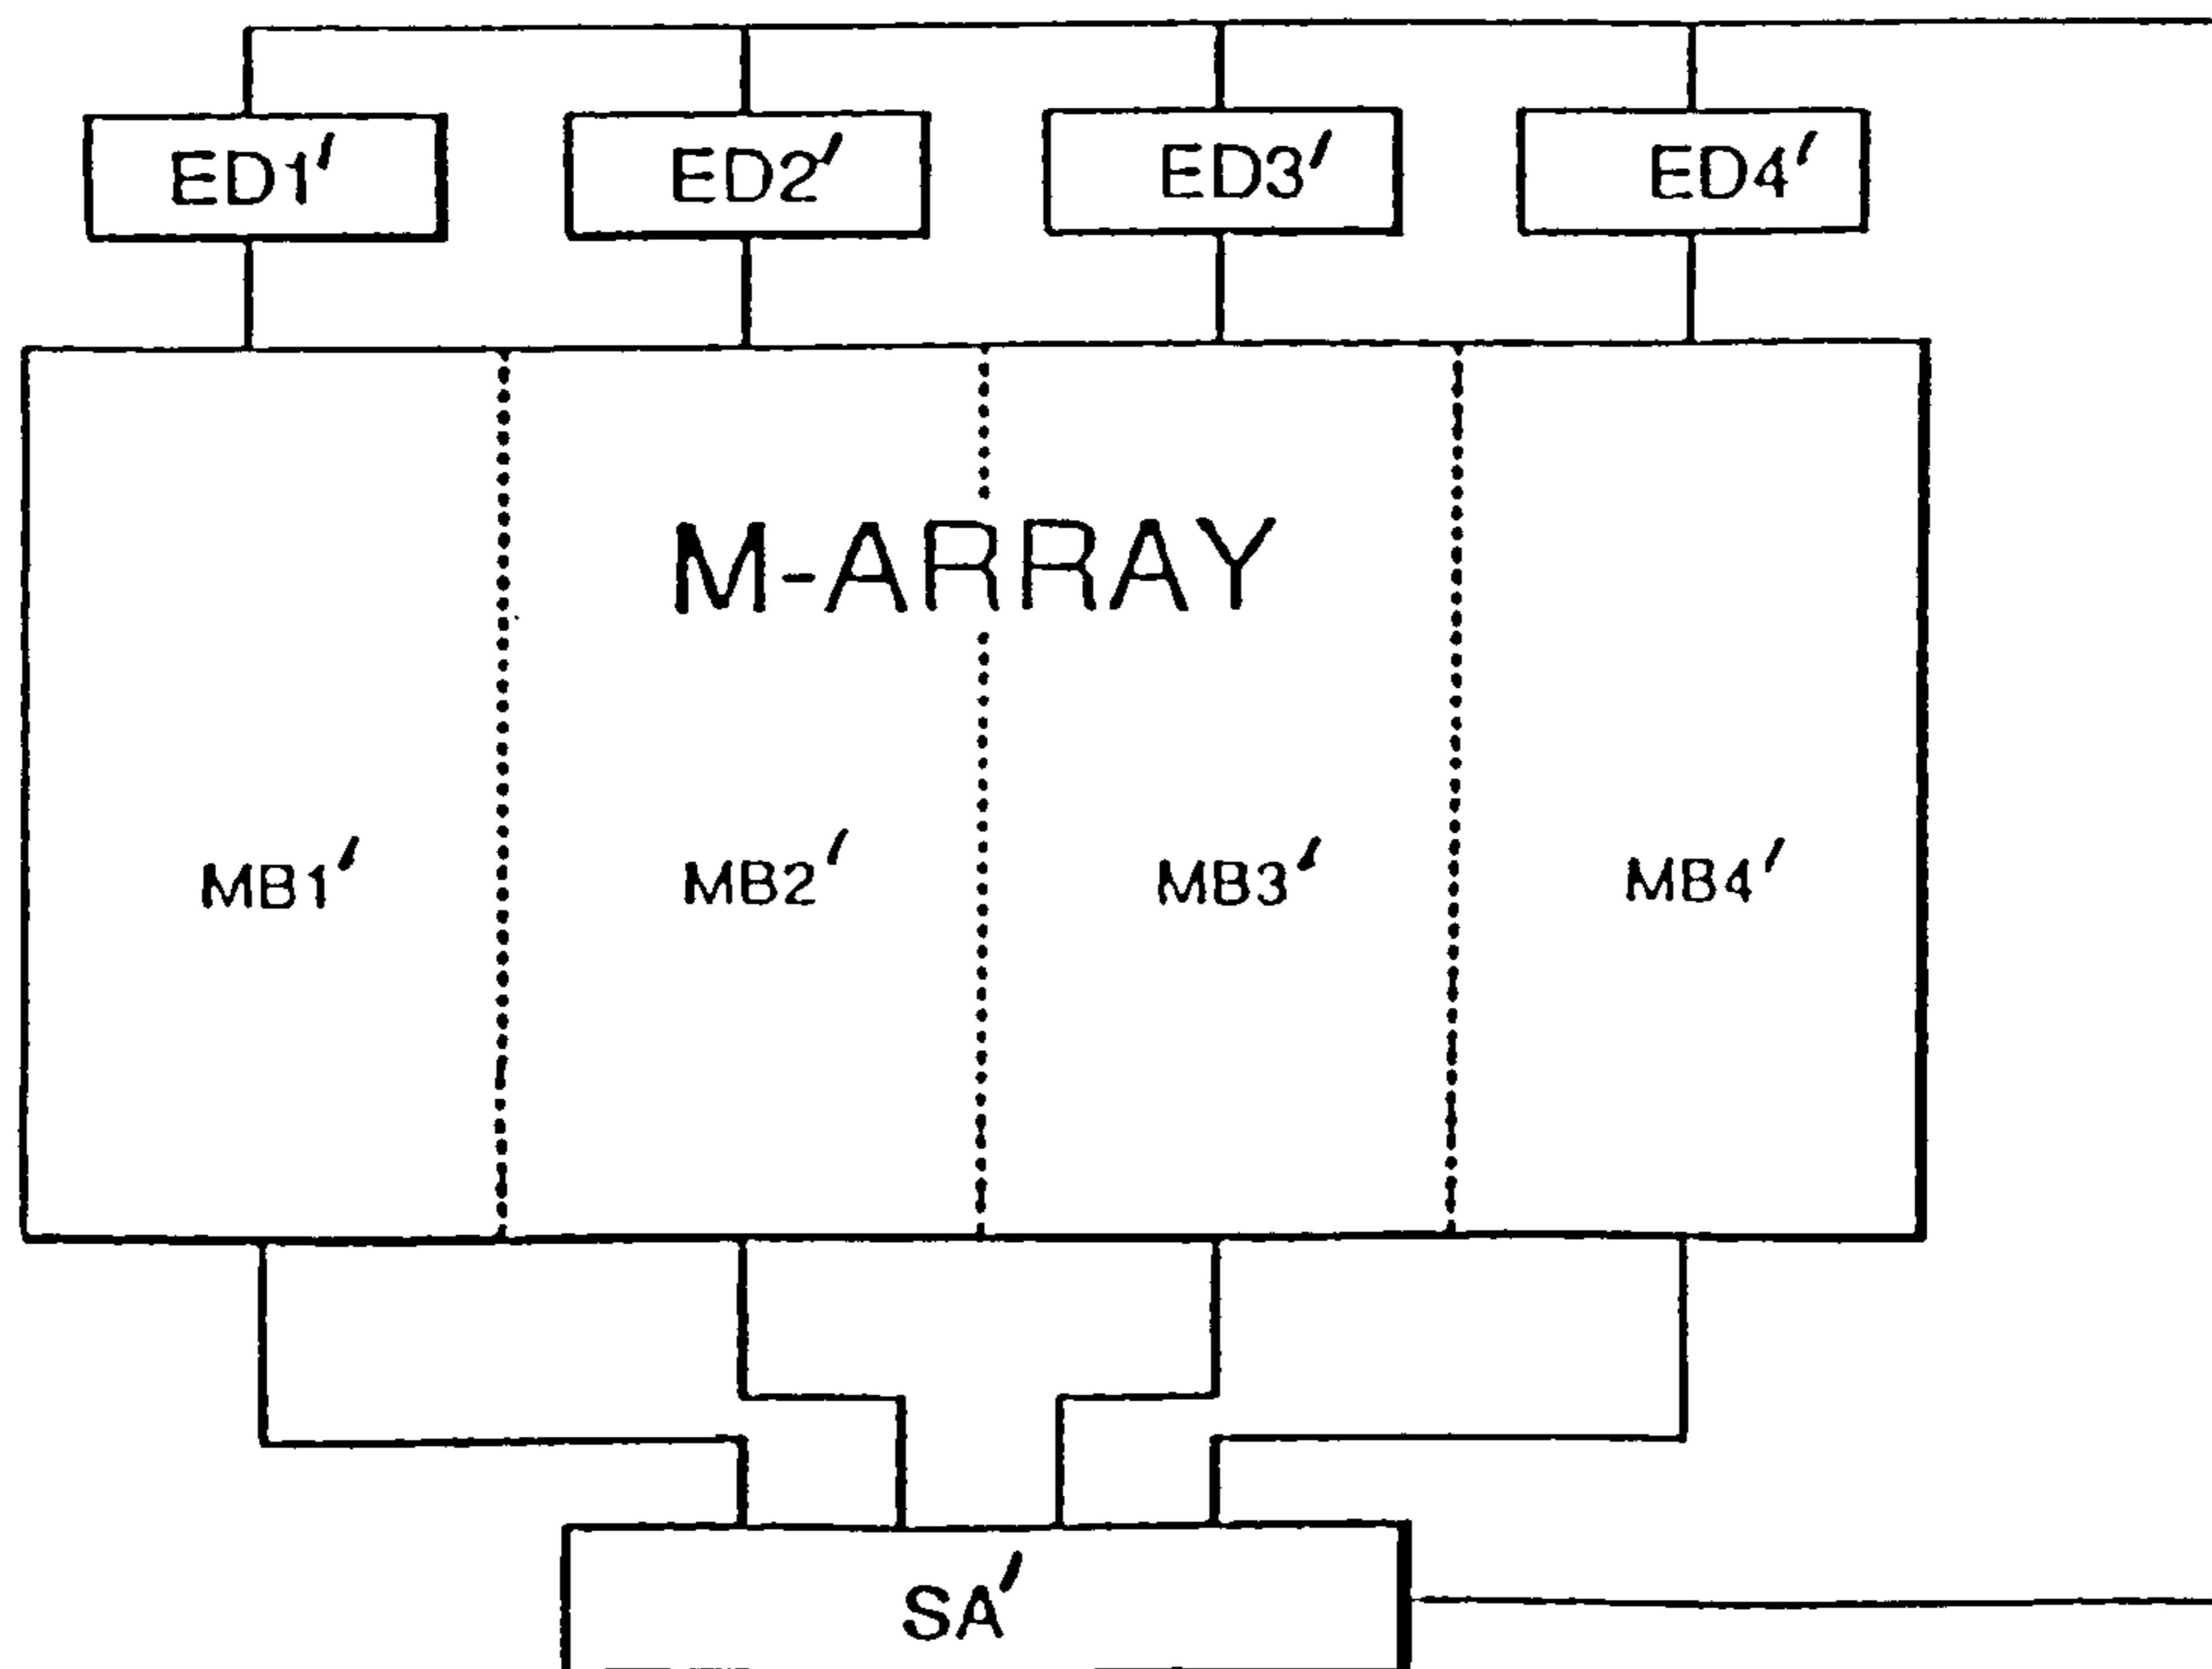 ED1′ ED2′ ED3′ ED4′
M-ARRAY
MB1′ MB2′ MB3′ MB4′
SA′